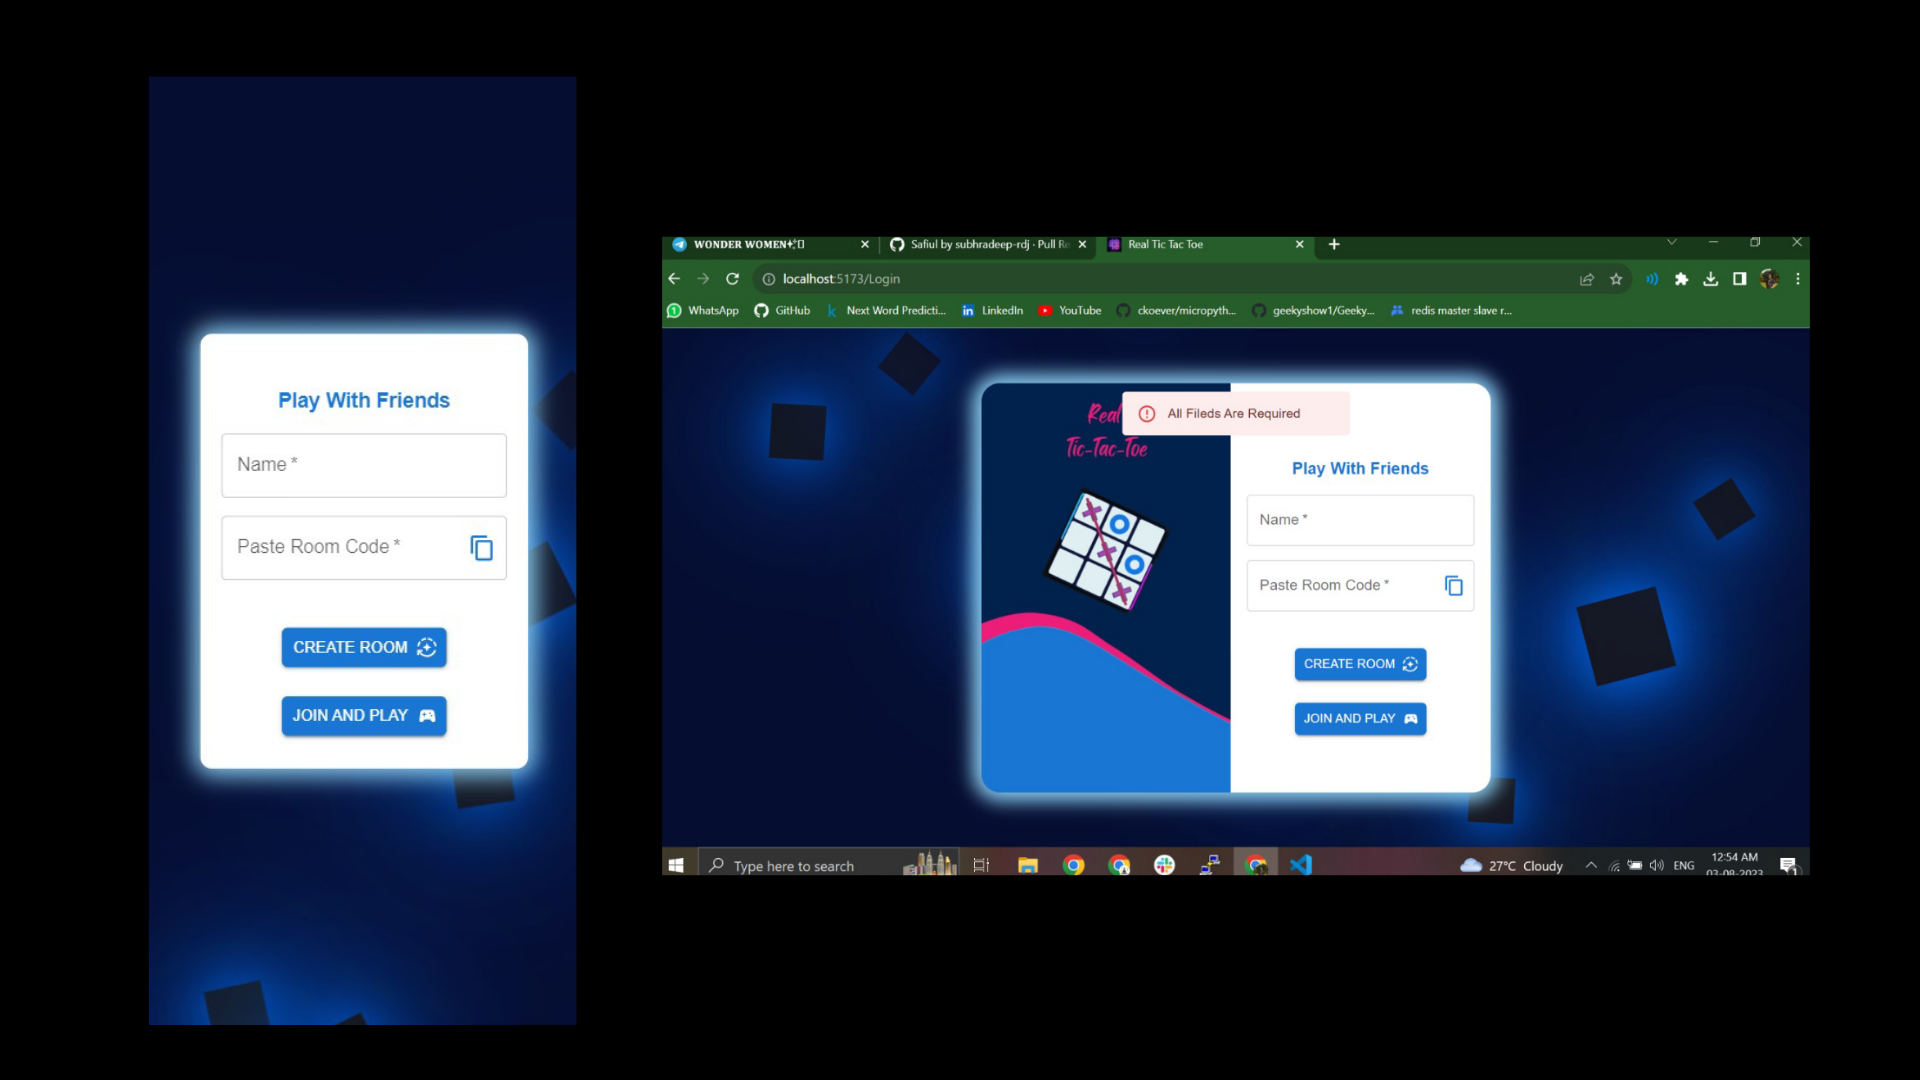 Play With Friends
Name *
Paste Room Code *
CREATE ROOM
JOIN AND PLAY
WONDER WOMEN
Safiul by subhradeep-rdj · Pull Re
Real Tic Tac Toe
localhost:5173/Login
WhatsApp
GitHub
Next Word Predicti...
LinkedIn
YouTube
ckoever/micropyth...
geekyshow1/Geeky...
redis master slave r...
Real
Tic-Tac-Toe
All Fileds Are Required
Play With Friends
Name *
Paste Room Code *
CREATE ROOM
JOIN AND PLAY
Type here to search
27°C Cloudy
ENG
12:54 AM
03-08-2023